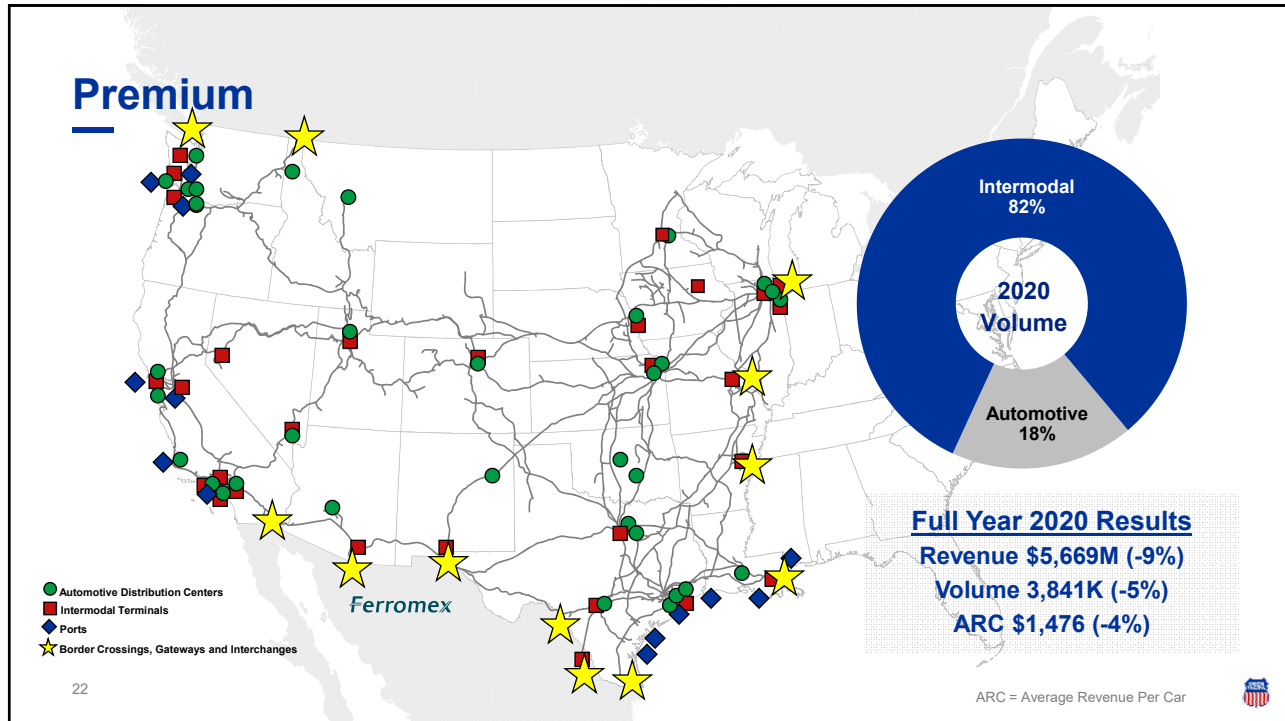 Premium
Intermodal
82%
2020
Volume
Automotive
18%
Full Year 2020 Results
Revenue $5,669M (-9%)
Volume 3,841K (-5%)
ARC $1,476 (-4%)
Automotive Distribution Centers
Intermodal Terminals
Ports
Border Crossings, Gateways and Interchanges
Ferromex
22
ARC = Average Revenue Per Car